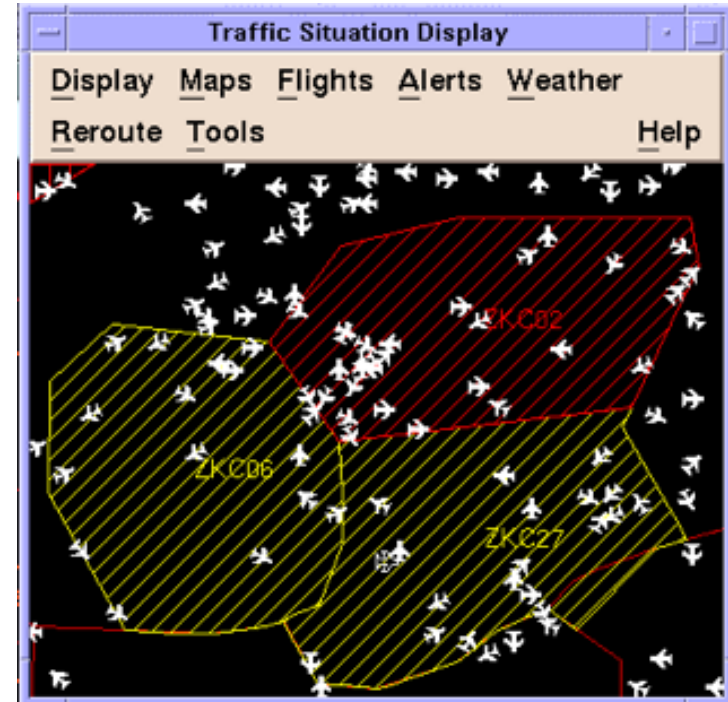 Traffic Situation Display
Display Maps Flights Alerts Weather
Reroute Tools Help
ZKC02
ZKC06
ZKC27